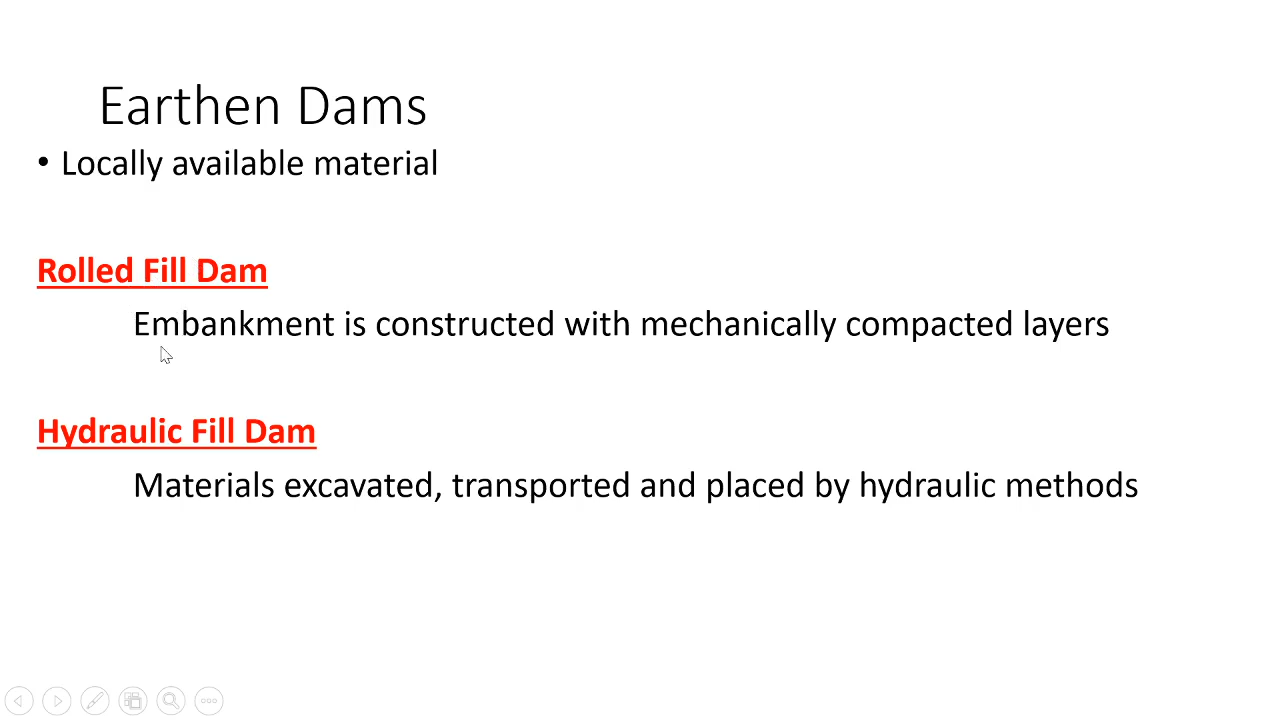 Earthen Dams
• Locally available material
Rolled Fill Dam
Embankment is constructed with mechanically compacted layers
Hydraulic Fill Dam
Materials excavated, transported and placed by hydraulic methods